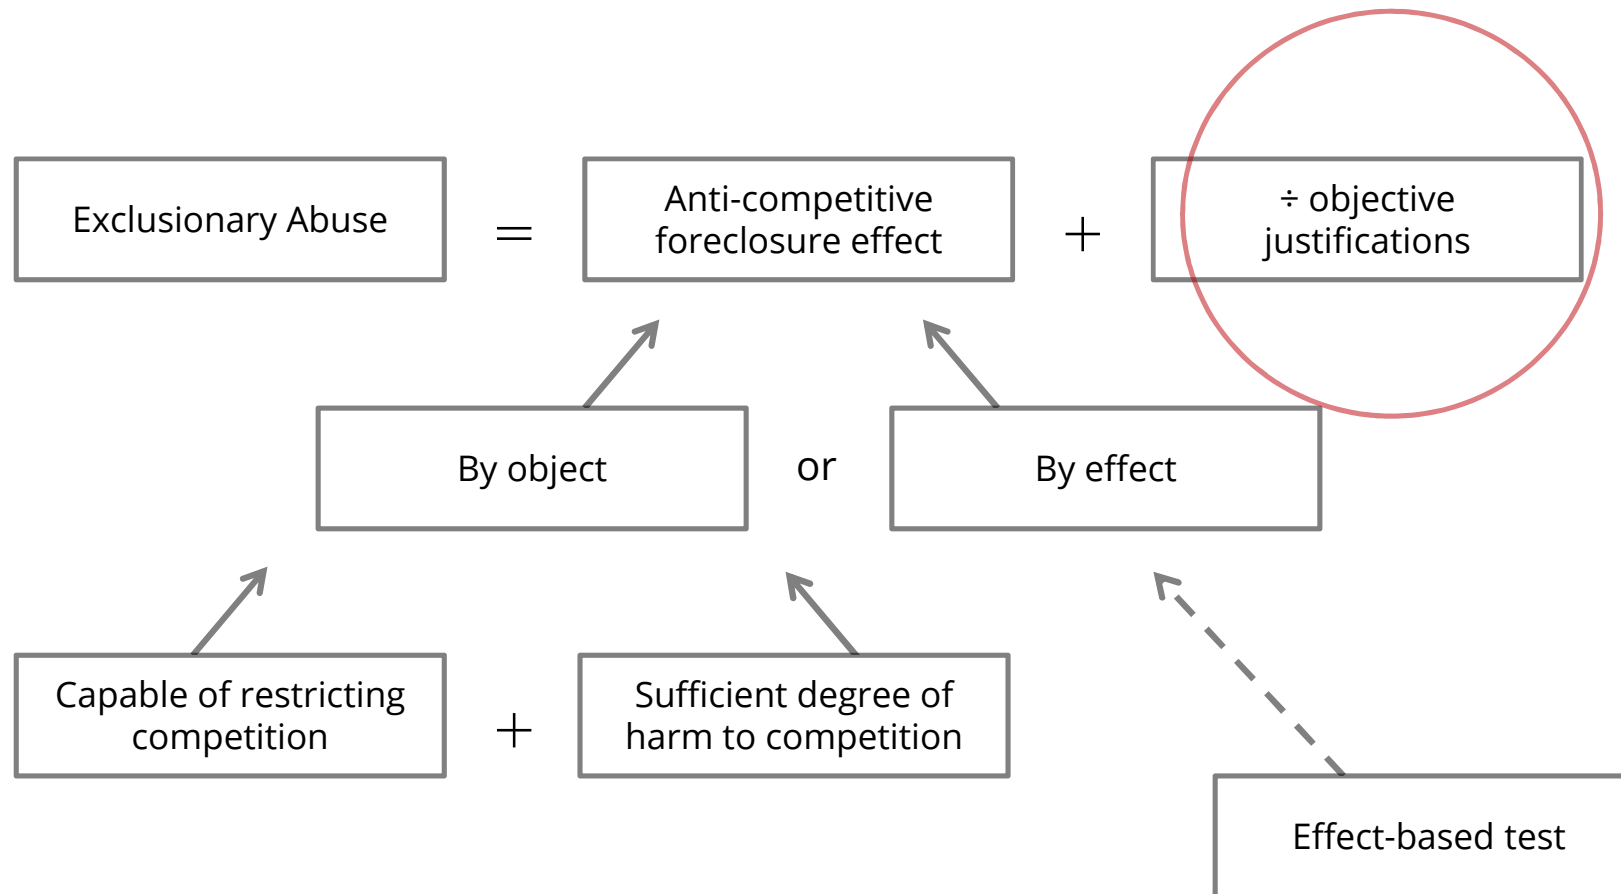 Exclusionary Abuse
=
Anti-competitive
foreclosure effect
+
÷ objective
justifications
By object
or
By effect
Capable of restricting
competition
+
Sufficient degree of
harm to competition
Effect-based test